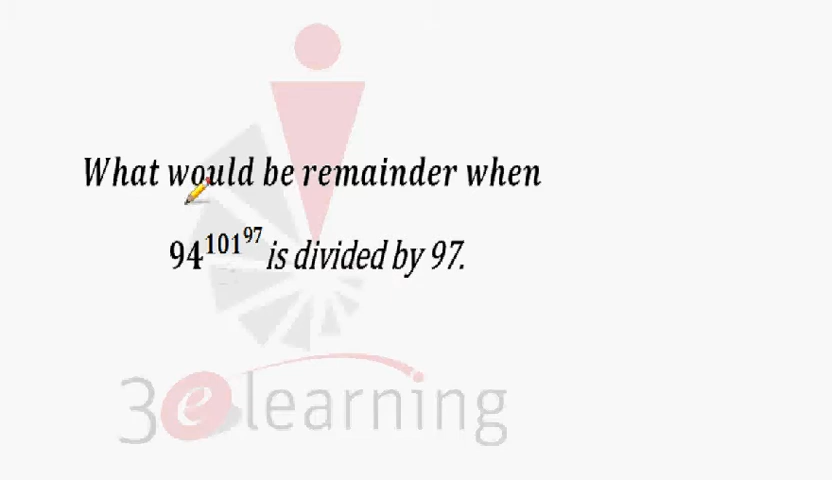 What would be remainder when
94^101^97 is divided by 97.
3elearning